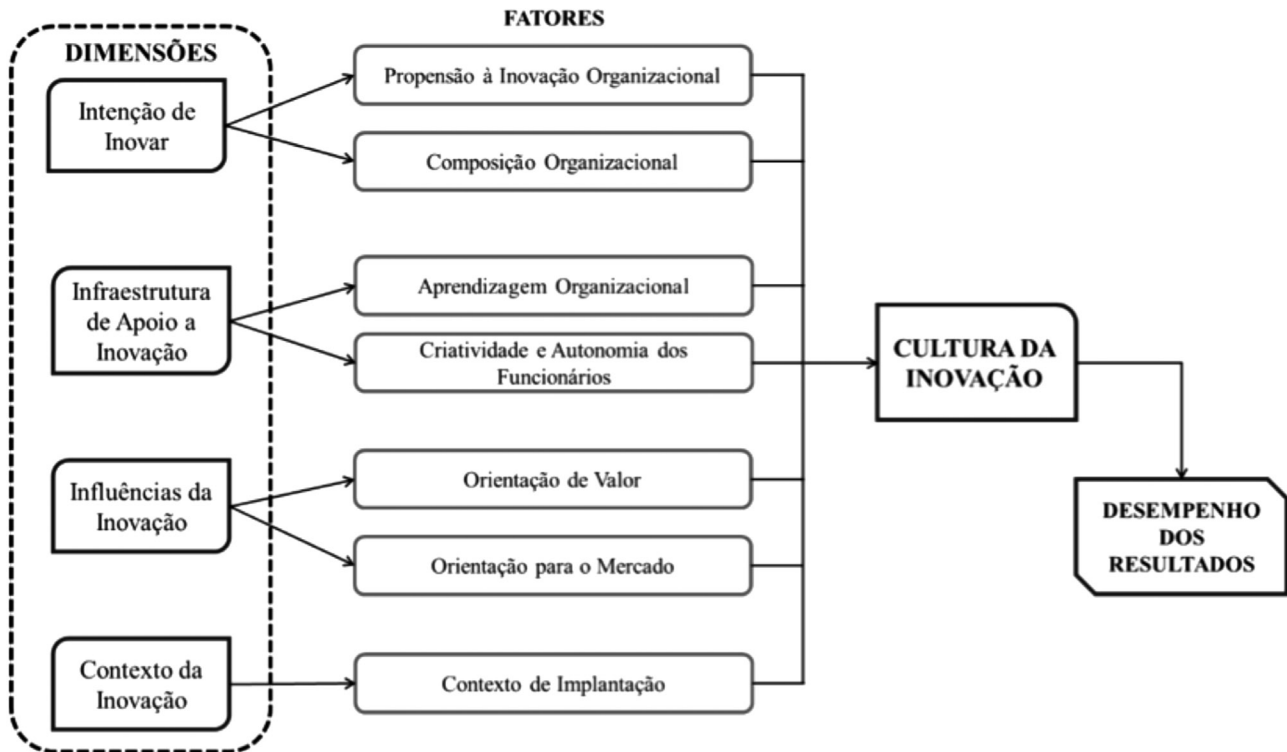 FATORES
DIMENSÕES
Intenção de
Inovar
Propensão à Inovação Organizacional
Composição Organizacional
Infraestrutura
de Apoio a
Inovação
Aprendizagem Organizacional
Criatividade e Autonomia dos
Funcionários
Influências da
Inovação
Orientação de Valor
Orientação para o Mercado
Contexto da
Inovação
Contexto de Implantação
CULTURA DA
INOVAÇÃO
DESEMPENHO
DOS
RESULTADOS